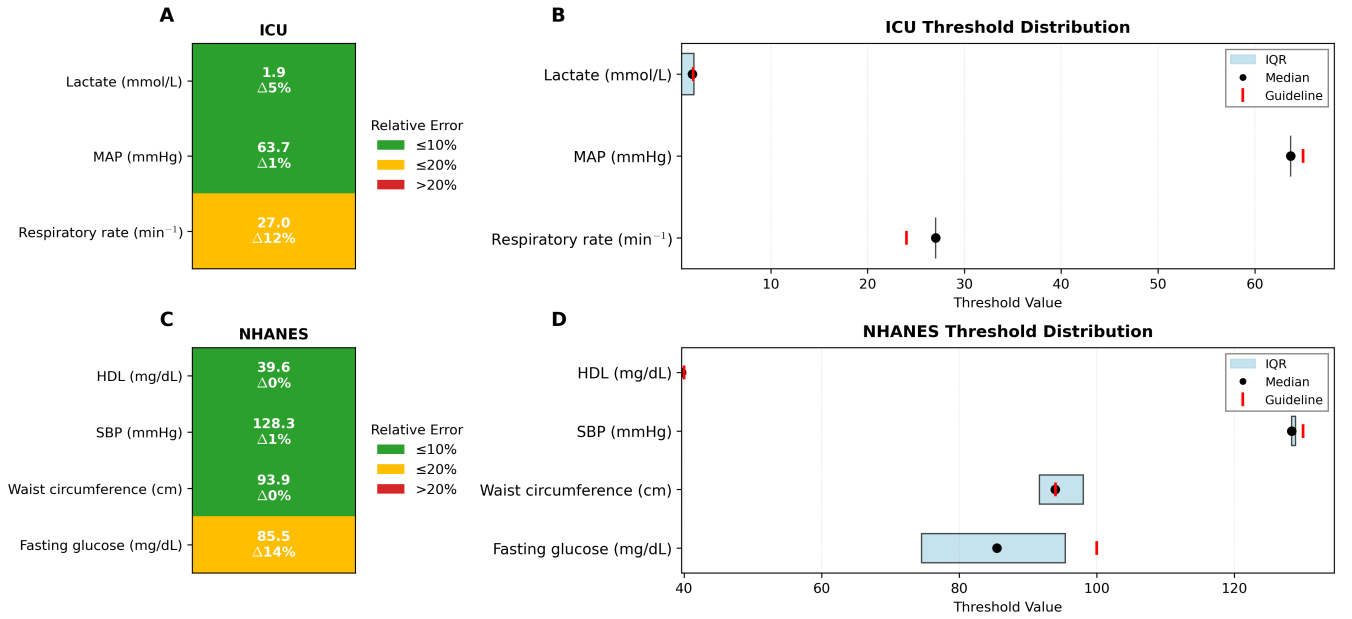 A
ICU
Lactate (mmol/L)
1.9
Δ5%
MAP (mmHg)
63.7
Δ1%
Respiratory rate (min⁻¹)
27.0
Δ12%
Relative Error
≤10%
≤20%
>20%
B
ICU Threshold Distribution
Lactate (mmol/L)
MAP (mmHg)
Respiratory rate (min⁻¹)
IQR
Median
Guideline
10 20 30 40 50 60
Threshold Value
C
NHANES
HDL (mg/dL)
39.6
Δ0%
SBP (mmHg)
128.3
Δ1%
Waist circumference (cm)
93.9
Δ0%
Fasting glucose (mg/dL)
85.5
Δ14%
Relative Error
≤10%
≤20%
>20%
D
NHANES Threshold Distribution
HDL (mg/dL)
SBP (mmHg)
Waist circumference (cm)
Fasting glucose (mg/dL)
IQR
Median
Guideline
40 60 80 100 120
Threshold Value